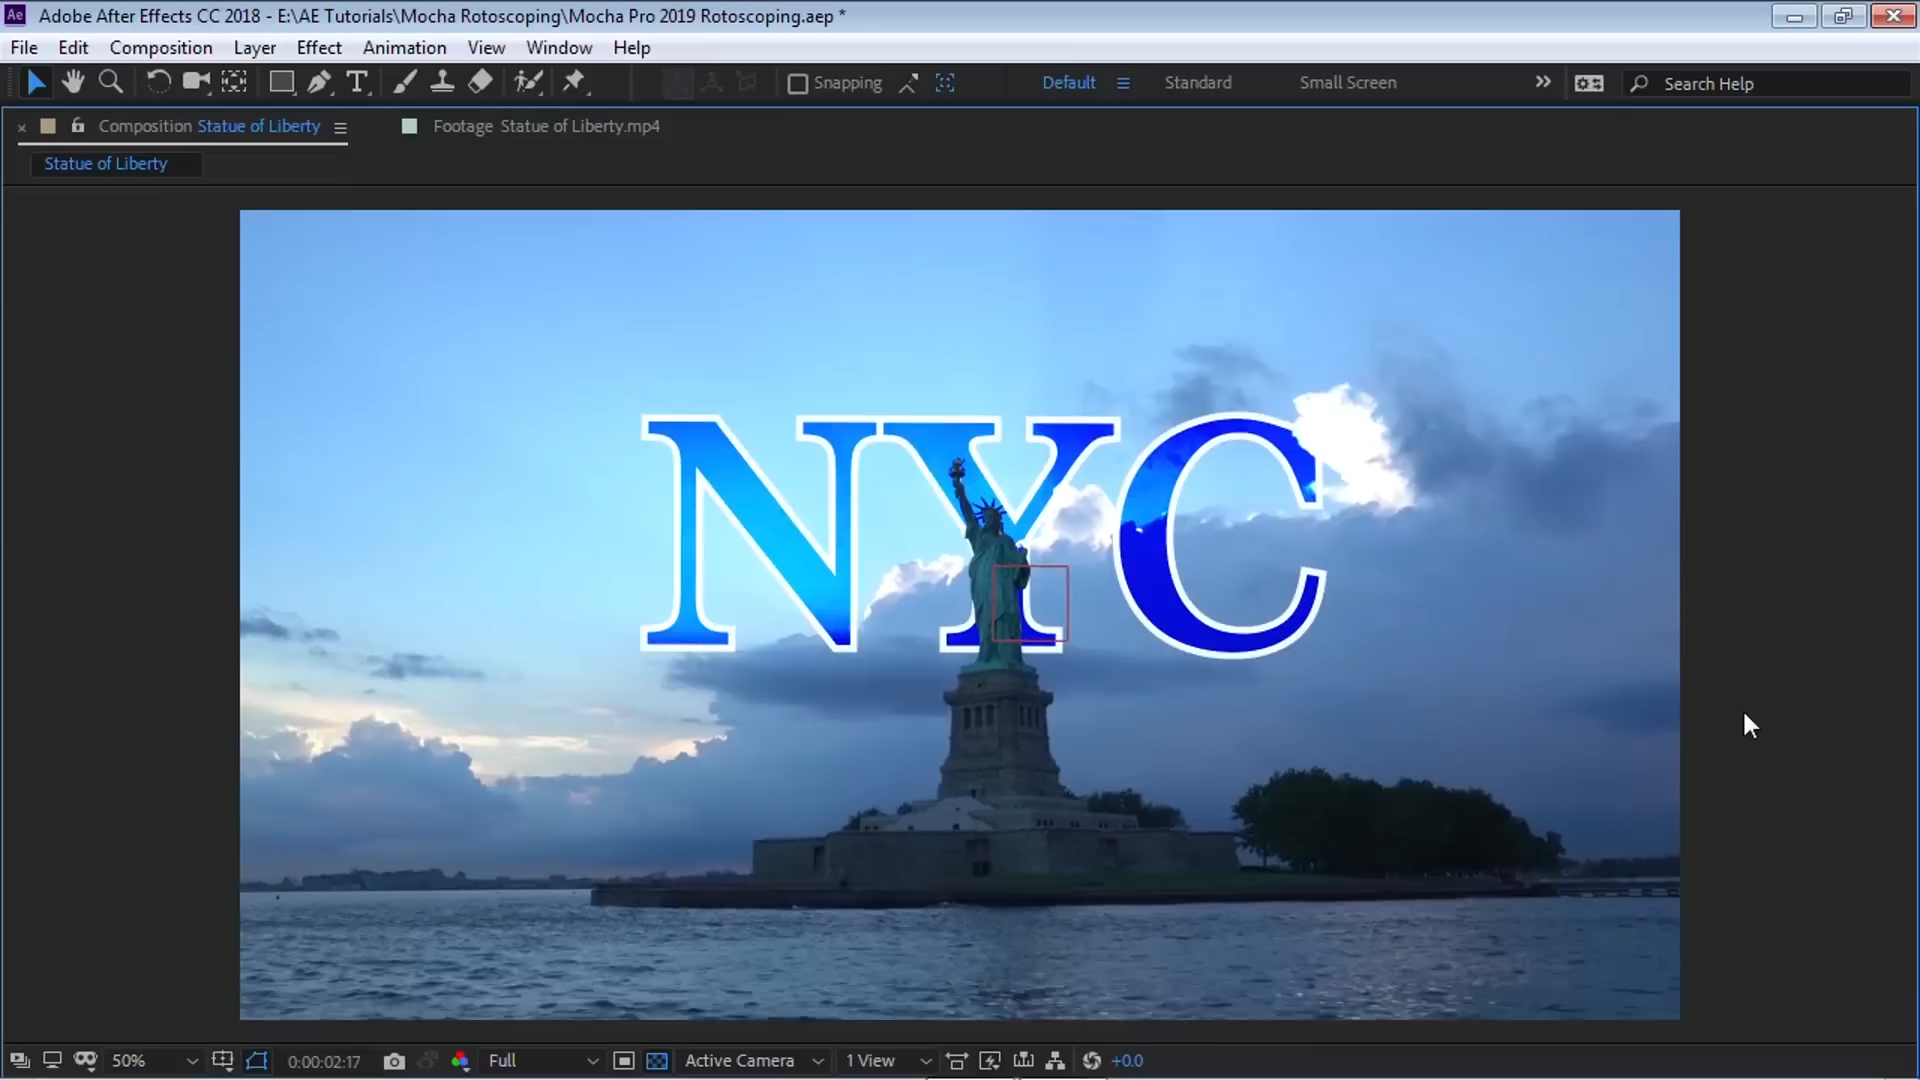 Ae Adobe After Effects CC 2018 - E:\AE Tutorials\Mocha Rotoscoping\Mocha Pro 2019 Rotoscoping.aep *
File Edit Composition Layer Effect Animation View Window Help
T Snapping Default Standard Small Screen Search Help
Composition Statue of Liberty Footage Statue of Liberty.mp4
Statue of Liberty
NYC
50% 0:00:02:17 Full Active Camera 1 View +0.0